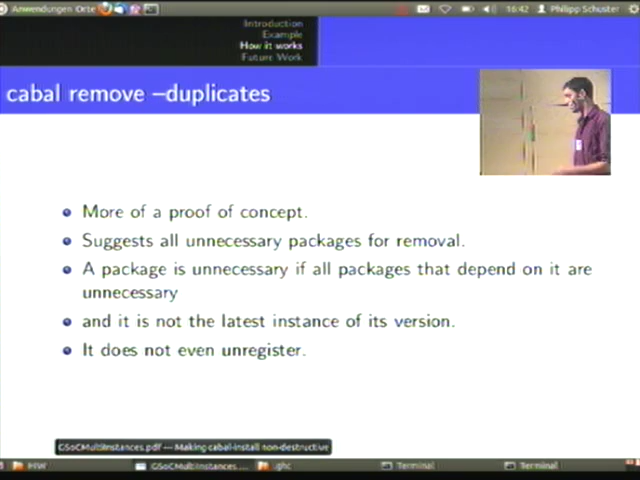 Anwendungen Orte
16:42 Philipp Schuster
Introduction
Example
How it works
Future Work
cabal remove –duplicates
More of a proof of concept.
Suggests all unnecessary packages for removal.
A package is unnecessary if all packages that depend on it are
unnecessary
and it is not the latest instance of its version.
It does not even unregister.
GSoCMultiInstances.pdf — Making cabal-install non-destructive
HIW
GSoCMultiInstances....
.ghc
Terminal
Terminal